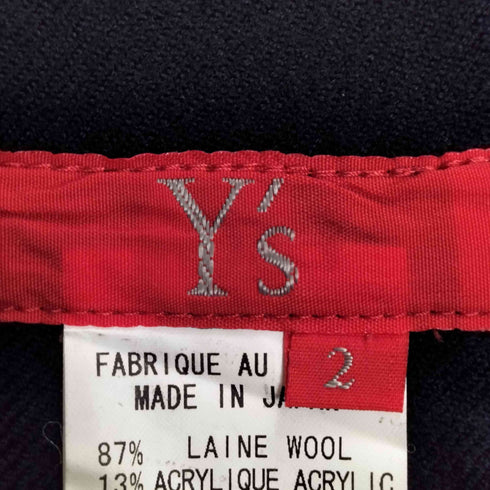 Y's
2
FABRIQUE AU
MADE IN
87% LAINE WOOL
13% ACRYLIQUE ACRYLIC